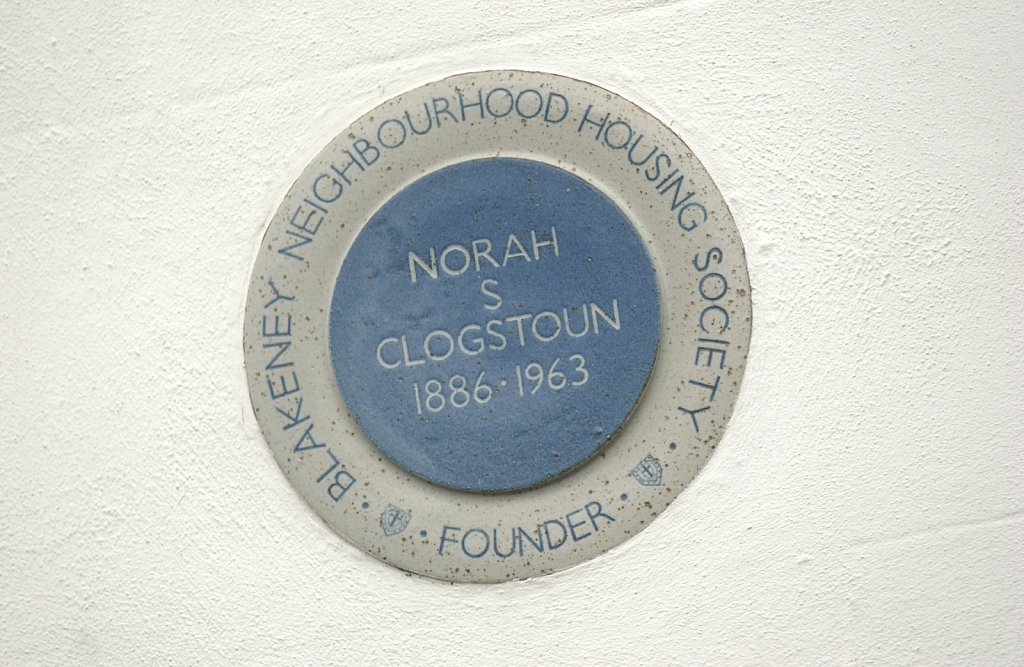 BLAKENEY NEIGHBOURHOOD HOUSING SOCIETY
NORAH
S
CLOGSTOUN
1886·1963
• FOUNDER •